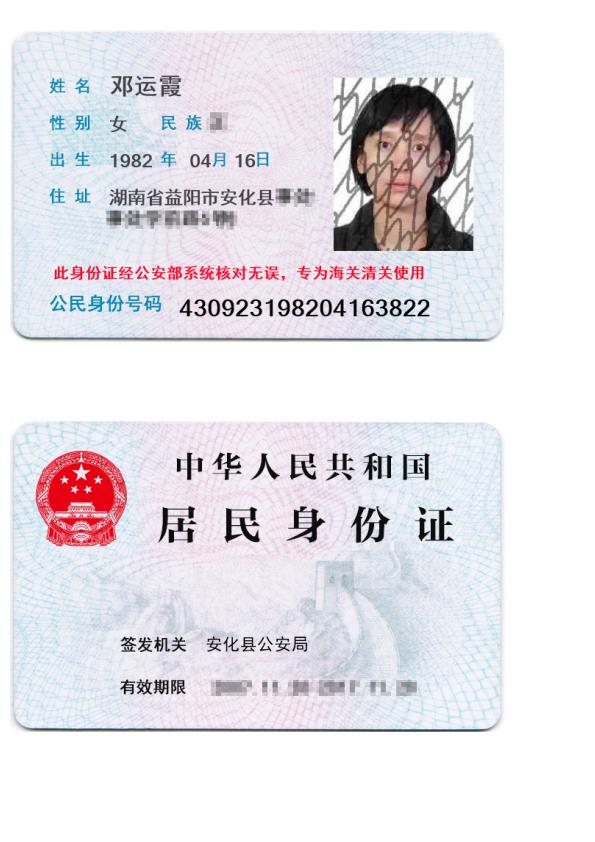 姓名 邓运霞
性别 女 民族
出生 1982 年 04月 16日
住址 湖南省益阳市安化县
此身份证经公安部系统核对无误，专为海关清关使用
公民身份号码 430923198204163822
中华人民共和国
居民身份证
签发机关 安化县公安局
有效期限